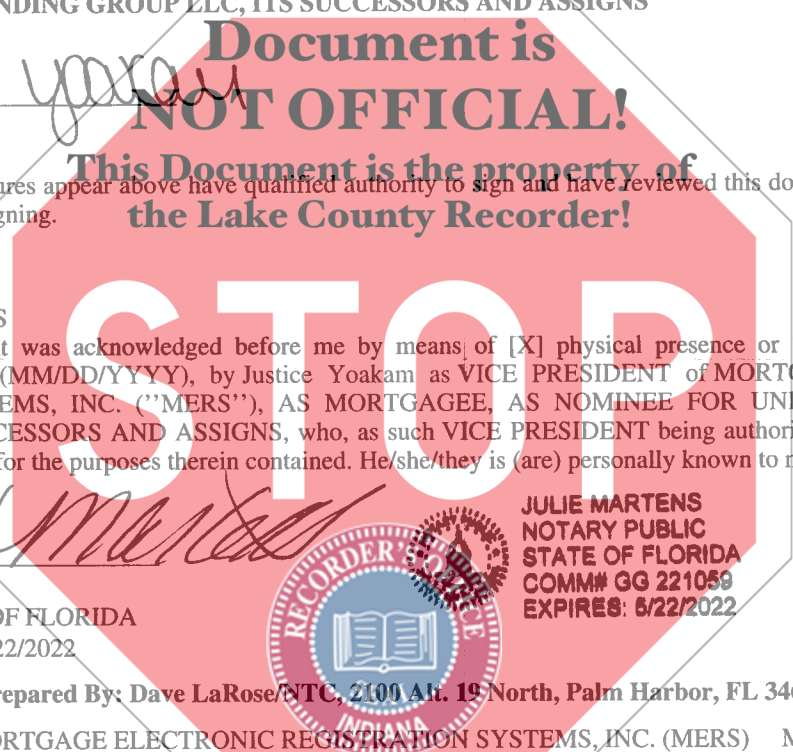 NDING GROUP LLC, ITS SUCCESSORS AND ASSIGNS
Document is
NOT OFFICIAL!
This Document is the property of
ures appear above have qualified authority to sign and have reviewed this do
gning.
the Lake County Recorder!
STOP
S
t was acknowledged before me by means of [X] physical presence or
(MM/DD/YYYY), by Justice Yoakam as VICE PRESIDENT of MORTG
EMS, INC. (''MERS''), AS MORTGAGEE, AS NOMINEE FOR UNI
CESSORS AND ASSIGNS, who, as such VICE PRESIDENT being authori
for the purposes therein contained. He/she/they is (are) personally known to m
JULIE MARTENS
NOTARY PUBLIC
STATE OF FLORIDA
COMM# GG 221059
EXPIRES: 5/22/2022
RECORDER'S OFFICE
INDIANA
OF FLORIDA
22/2022
repared By: Dave LaRose/NTC, 2100 Alt. 19 North, Palm Harbor, FL 346
ORTGAGE ELECTRONIC REGISTRATION SYSTEMS, INC. (MERS) M